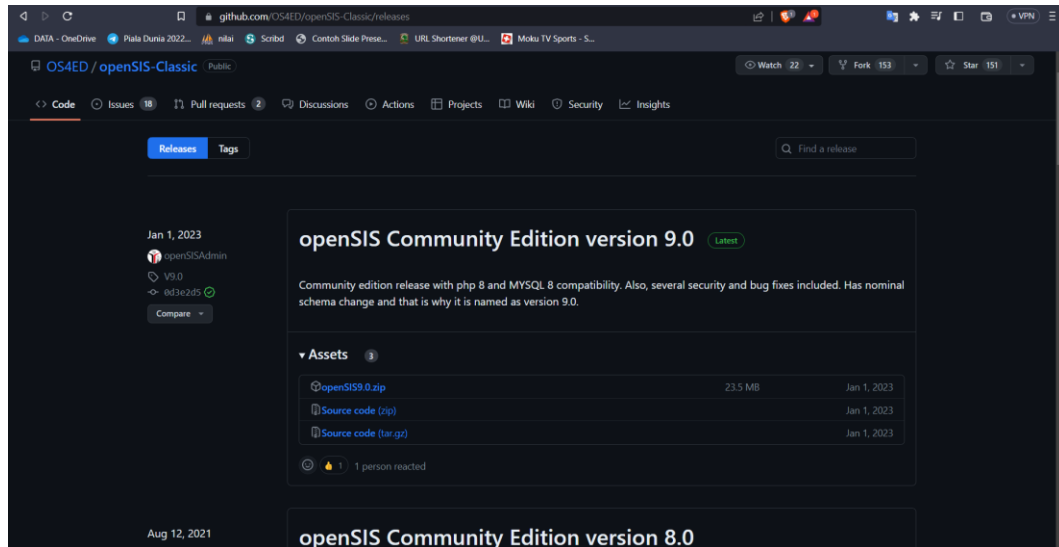 github.com/OS4ED/openSIS-Classic/releases
VPN
DATA - OneDrive Piala Dunia 2022... nilai Scribd Contoh Slide Prese... URL Shortener @U... Moku TV Sports - S...
OS4ED / openSIS-Classic Public
Watch 22 Fork 153 Star 151
Code Issues 18 Pull requests 2 Discussions Actions Projects Wiki Security Insights
Releases Tags
Find a release
Jan 1, 2023
openSISAdmin
V9.0
0d3e2d5
Compare
openSIS Community Edition version 9.0 Latest
Community edition release with php 8 and MYSQL 8 compatibility. Also, several security and bug fixes included. Has nominal
schema change and that is why it is named as version 9.0.
Assets 3
openSIS9.0.zip 23.5 MB Jan 1, 2023
Source code (zip) Jan 1, 2023
Source code (tar.gz) Jan 1, 2023
1 1 person reacted
Aug 12, 2021
openSIS Community Edition version 8.0